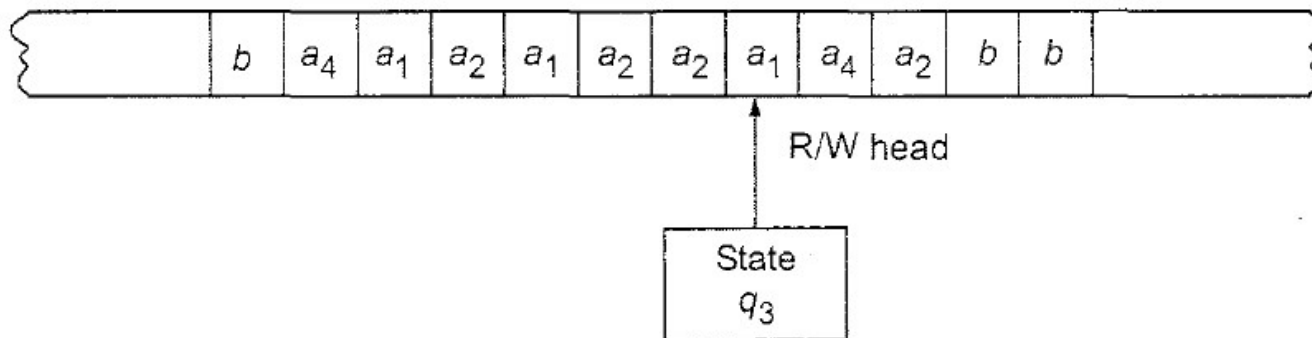 b a₄ a₁ a₂ a₁ a₂ a₂ a₁ a₄ a₂ b b
R/W head
State
q₃